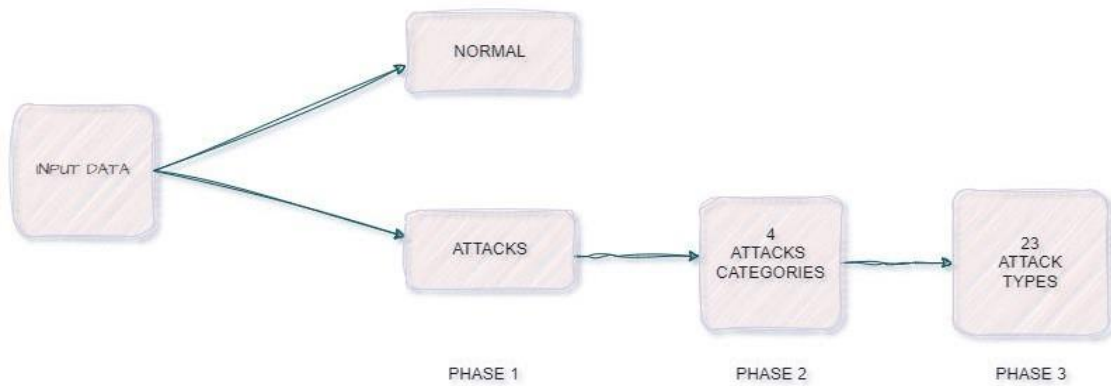 NORMAL
INPUT DATA
ATTACKS
4
ATTACKS
CATEGORIES
23
ATTACK
TYPES
PHASE 1
PHASE 2
PHASE 3